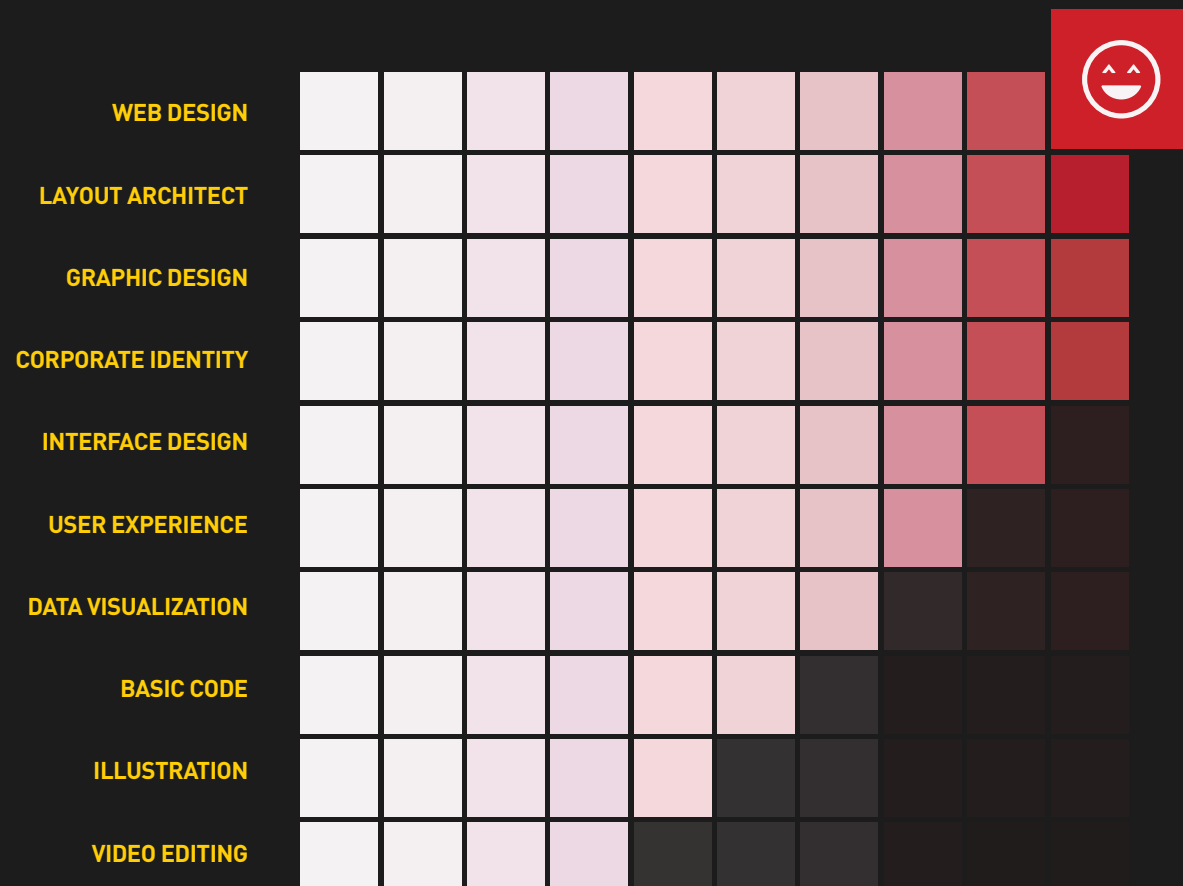 WEB DESIGN
LAYOUT ARCHITECT
GRAPHIC DESIGN
CORPORATE IDENTITY
INTERFACE DESIGN
USER EXPERIENCE
DATA VISUALIZATION
BASIC CODE
ILLUSTRATION
VIDEO EDITING